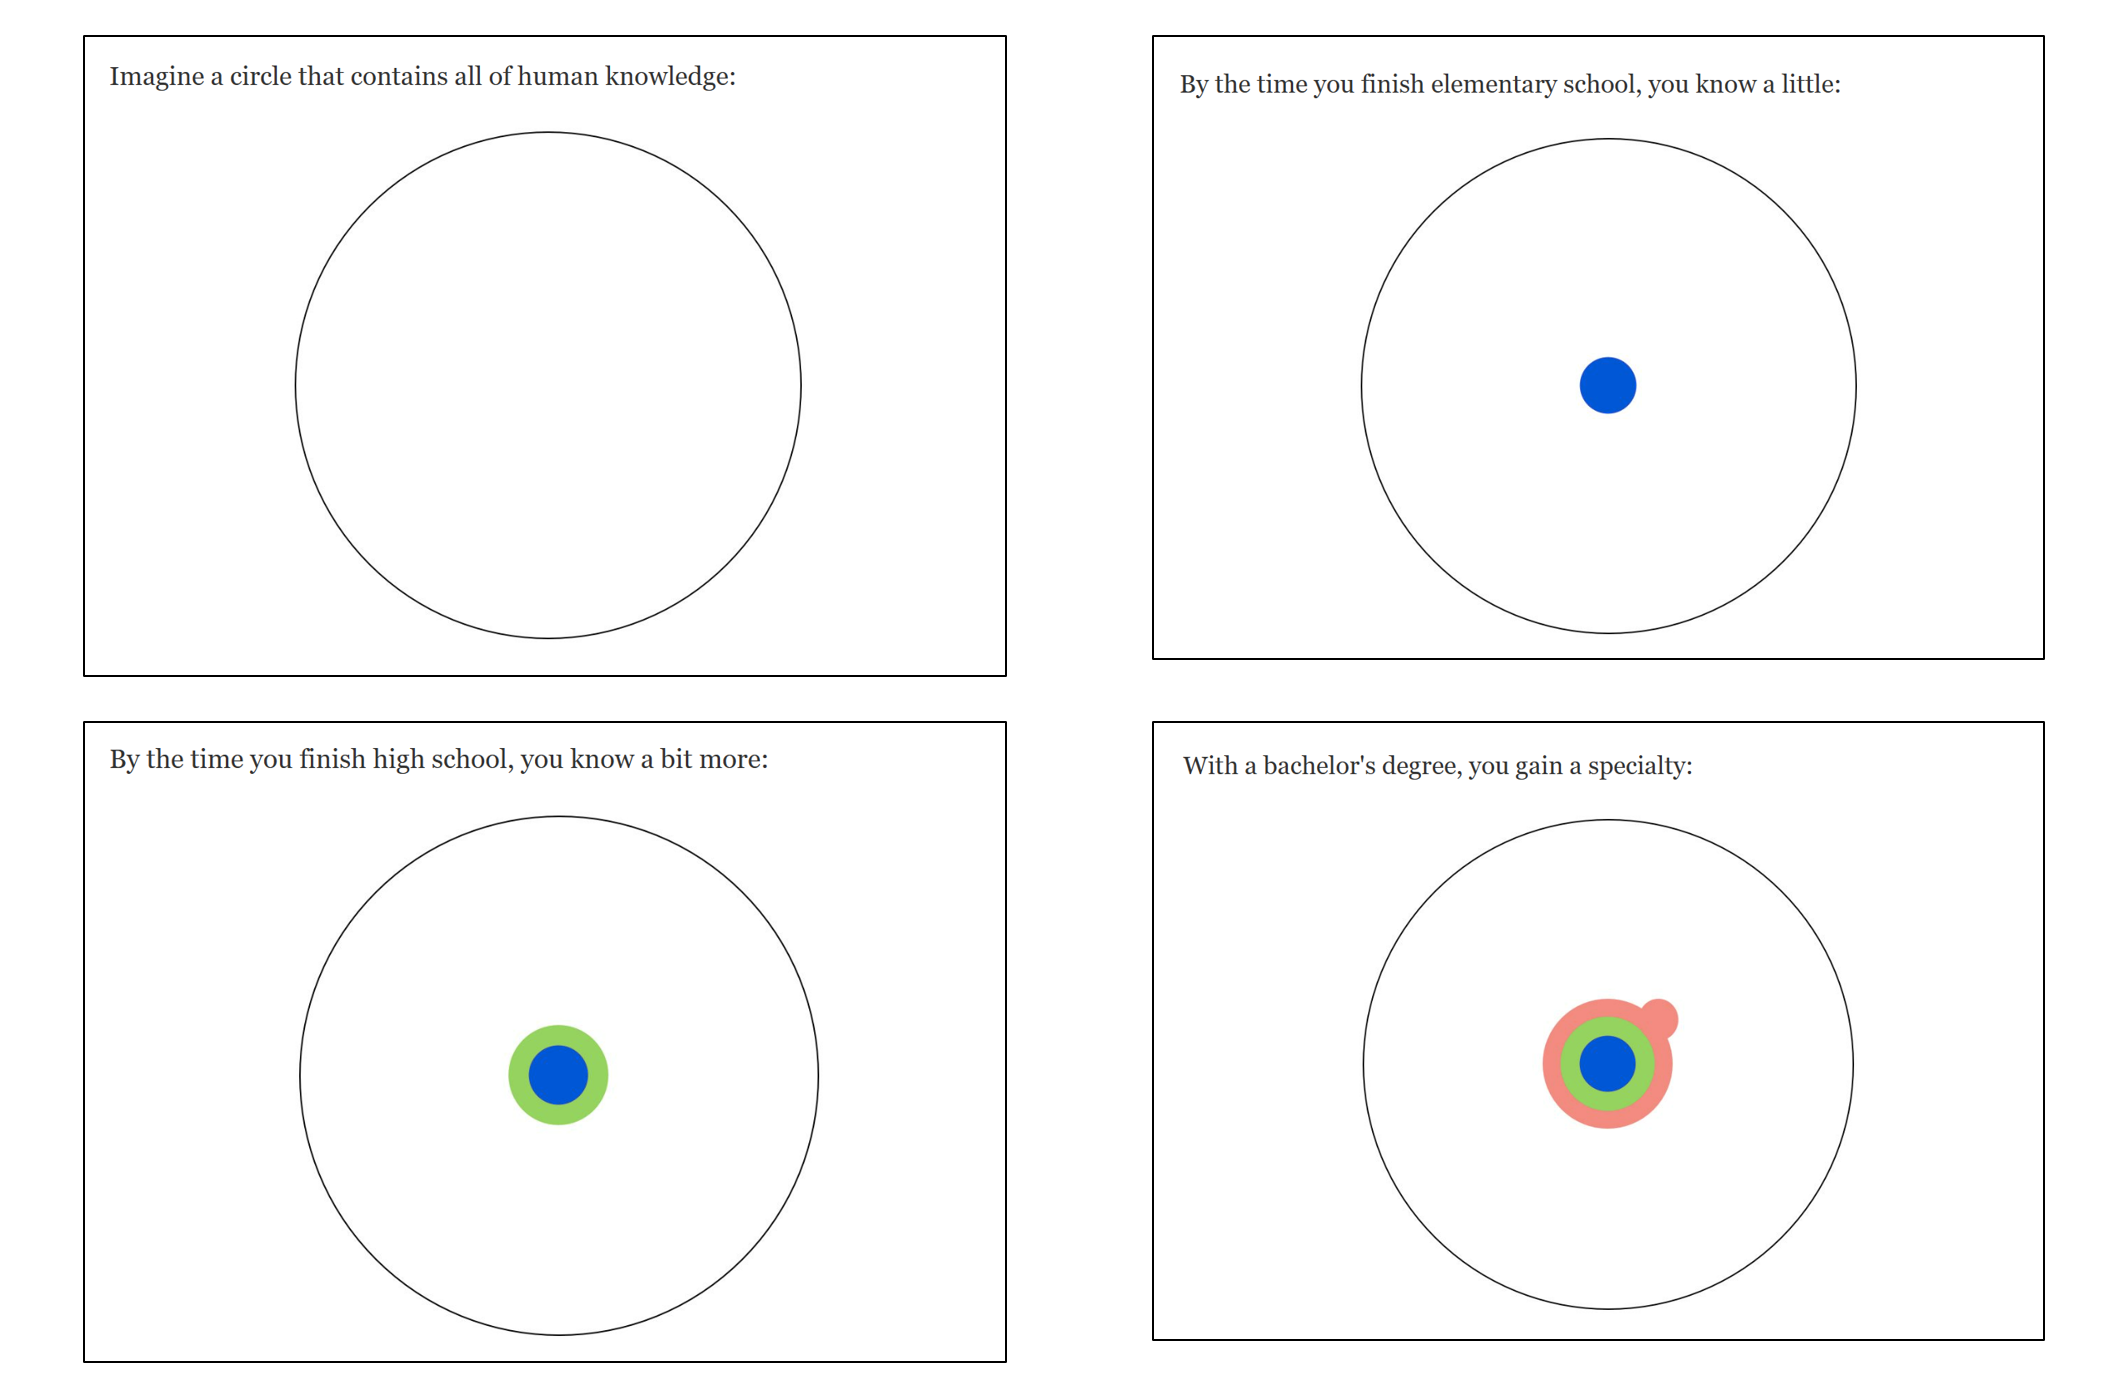 Imagine a circle that contains all of human knowledge:
By the time you finish elementary school, you know a little:
By the time you finish high school, you know a bit more:
With a bachelor's degree, you gain a specialty: